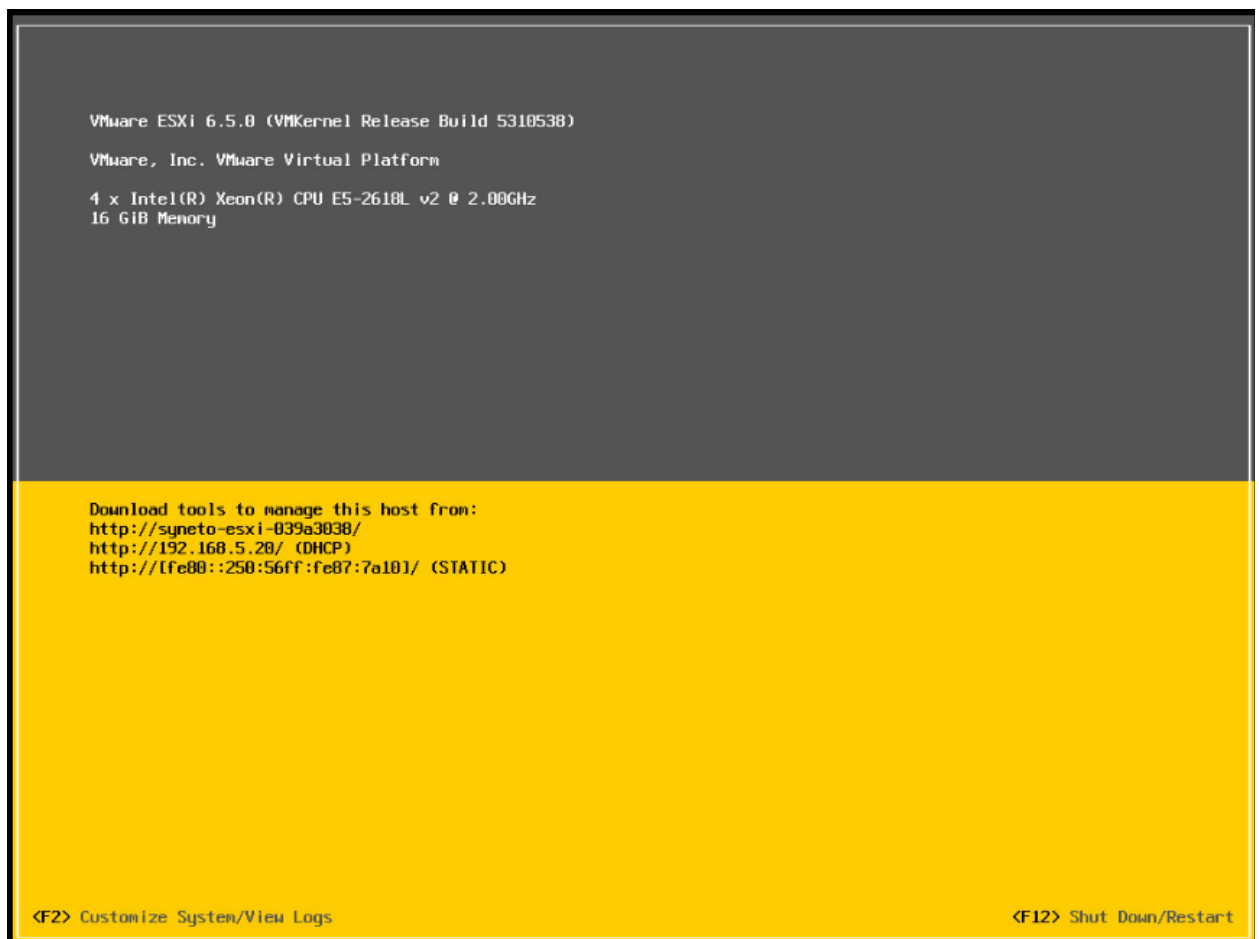 VMware ESXi 6.5.0 (VMKernel Release Build 5310538)
VMware, Inc. VMware Virtual Platform
4 x Intel(R) Xeon(R) CPU E5-2618L v2 @ 2.00GHz
16 GiB Memory
Download tools to manage this host from:
http://syneto-esxi-039a3038/
http://192.168.5.20/ (DHCP)
http://[fe80::250:56ff:fe87:7a10]/ (STATIC)
<F2> Customize System/View Logs
<F12> Shut Down/Restart